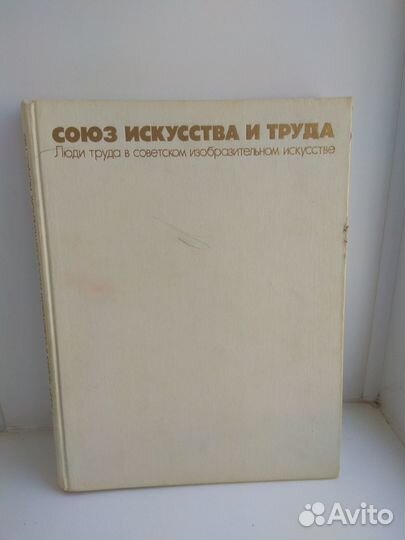 СОЮЗ ИСКУССТВА И ТРУДА
Люди труда в советском изобразительном искусстве
Avito